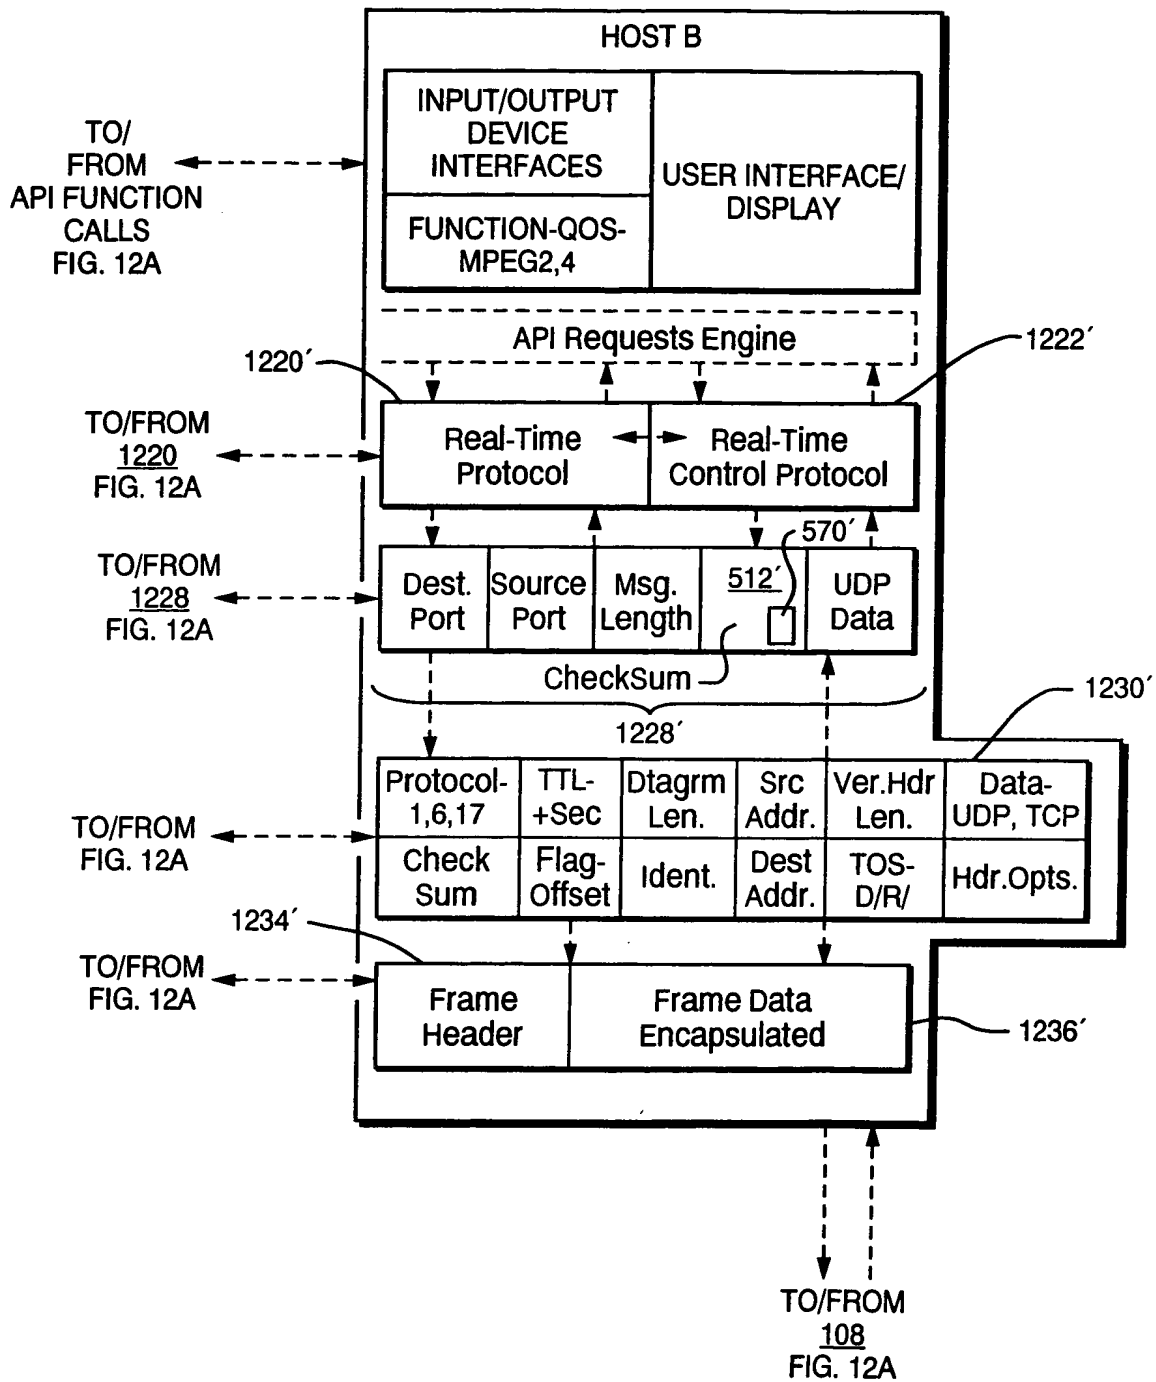 HOST B
INPUT/OUTPUT
DEVICE
INTERFACES
USER INTERFACE/
DISPLAY
FUNCTION-QOS-
MPEG2,4
TO/
FROM
API FUNCTION
CALLS
FIG. 12A
API Requests Engine
1220´
1222´
TO/FROM
1220
FIG. 12A
Real-Time
Protocol
Real-Time
Control Protocol
570´
TO/FROM
1228
FIG. 12A
Dest.
Port
Source
Port
Msg.
Length
512´
UDP
Data
CheckSum
1228´
1230´
TO/FROM
FIG. 12A
Protocol-
1,6,17
TTL-
+Sec
Dtagrm
Len.
Src
Addr.
Ver.Hdr
Len.
Data-
UDP, TCP
Check
Sum
Flag-
Offset
Ident.
Dest
Addr.
TOS-
D/R/
Hdr.Opts.
1234´
TO/FROM
FIG. 12A
Frame
Header
Frame Data
Encapsulated
1236´
TO/FROM
108
FIG. 12A